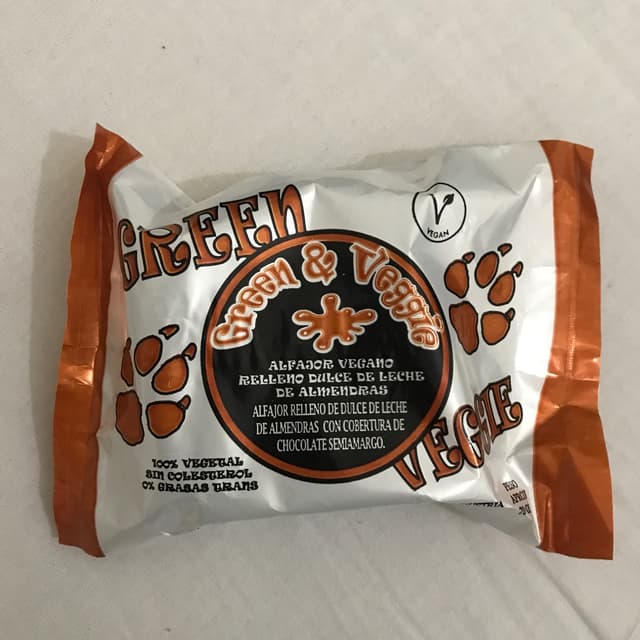 GREEN
V
VEGAN
Green & Veggie
ALFAJOR VEGANO
RELLENO DULCE DE LECHE
DE ALMENDRAS
ALFAJOR RELLENO DE DULCE DE LECHE
DE ALMENDRAS CON COBERTURA DE
CHOCOLATE SEMIAMARGO.
VEGGIE
100% VEGETAL
SIN COLESTEROL
0% GRASAS TRANS
PESO